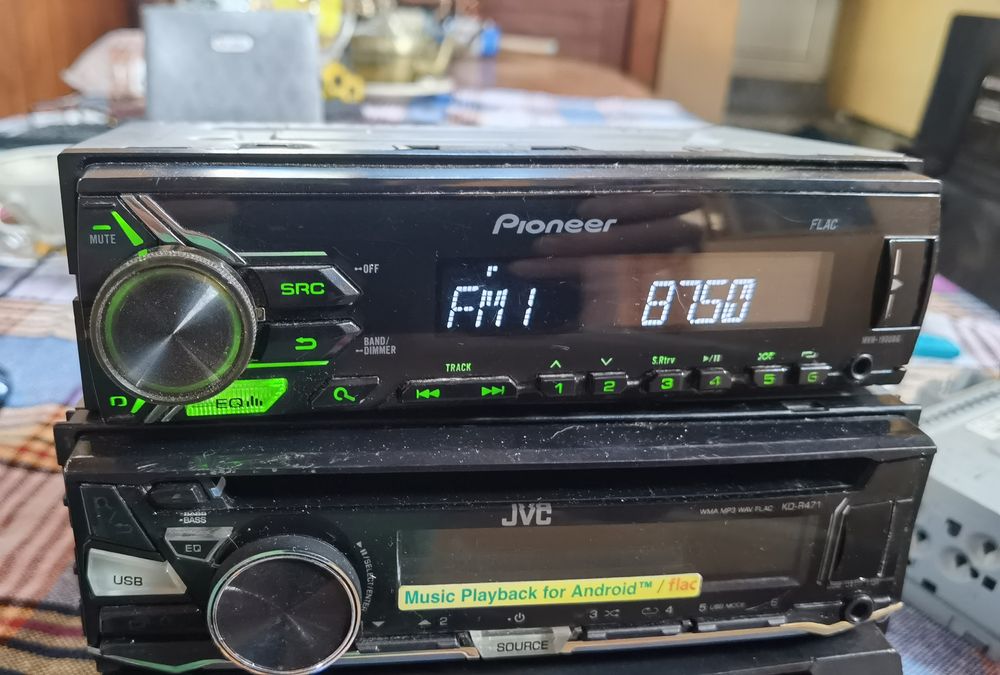 Pioneer
FLAC
MUTE
OFF
SRC
FM1 8750
BAND/
DIMMER
TRACK
S.Rtrv
EQ
1 2 3 4 5 6
D
JVC
WMA MP3 WAV FLAC KD-R471
BASS
EQ
USB
SELECT/ENTER
Music Playback for Android™/flac
2 3 4 5 USB MODE 6
SOURCE